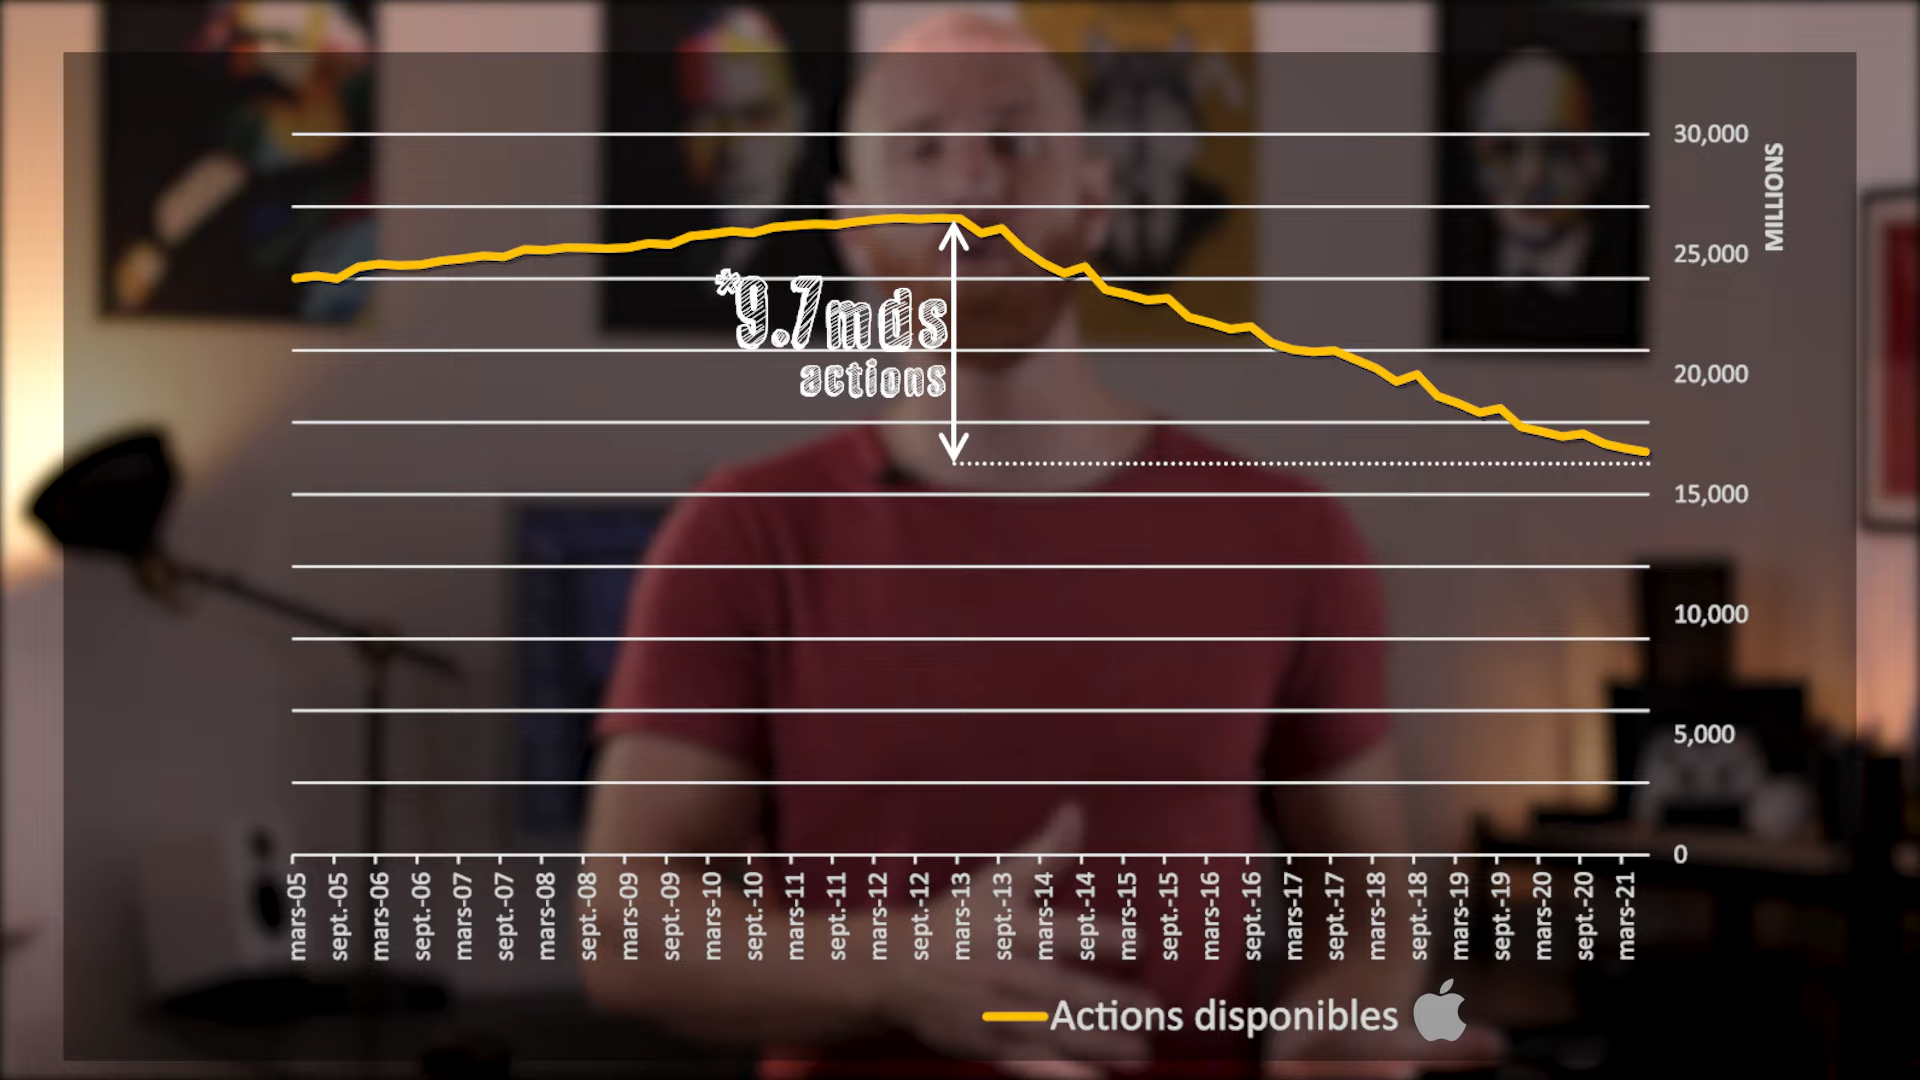 30,000
MILLIONS
25,000
*9.7mds
actions
20,000
15,000
10,000
5,000
0
mars-05
sept.-05
mars-06
sept.-06
mars-07
sept.-07
mars-08
sept.-08
mars-09
sept.-09
mars-10
sept.-10
mars-11
sept.-11
mars-12
sept.-12
mars-13
sept.-13
mars-14
sept.-14
mars-15
sept.-15
mars-16
sept.-16
mars-17
sept.-17
mars-18
sept.-18
mars-19
sept.-19
mars-20
sept.-20
mars-21
Actions disponibles